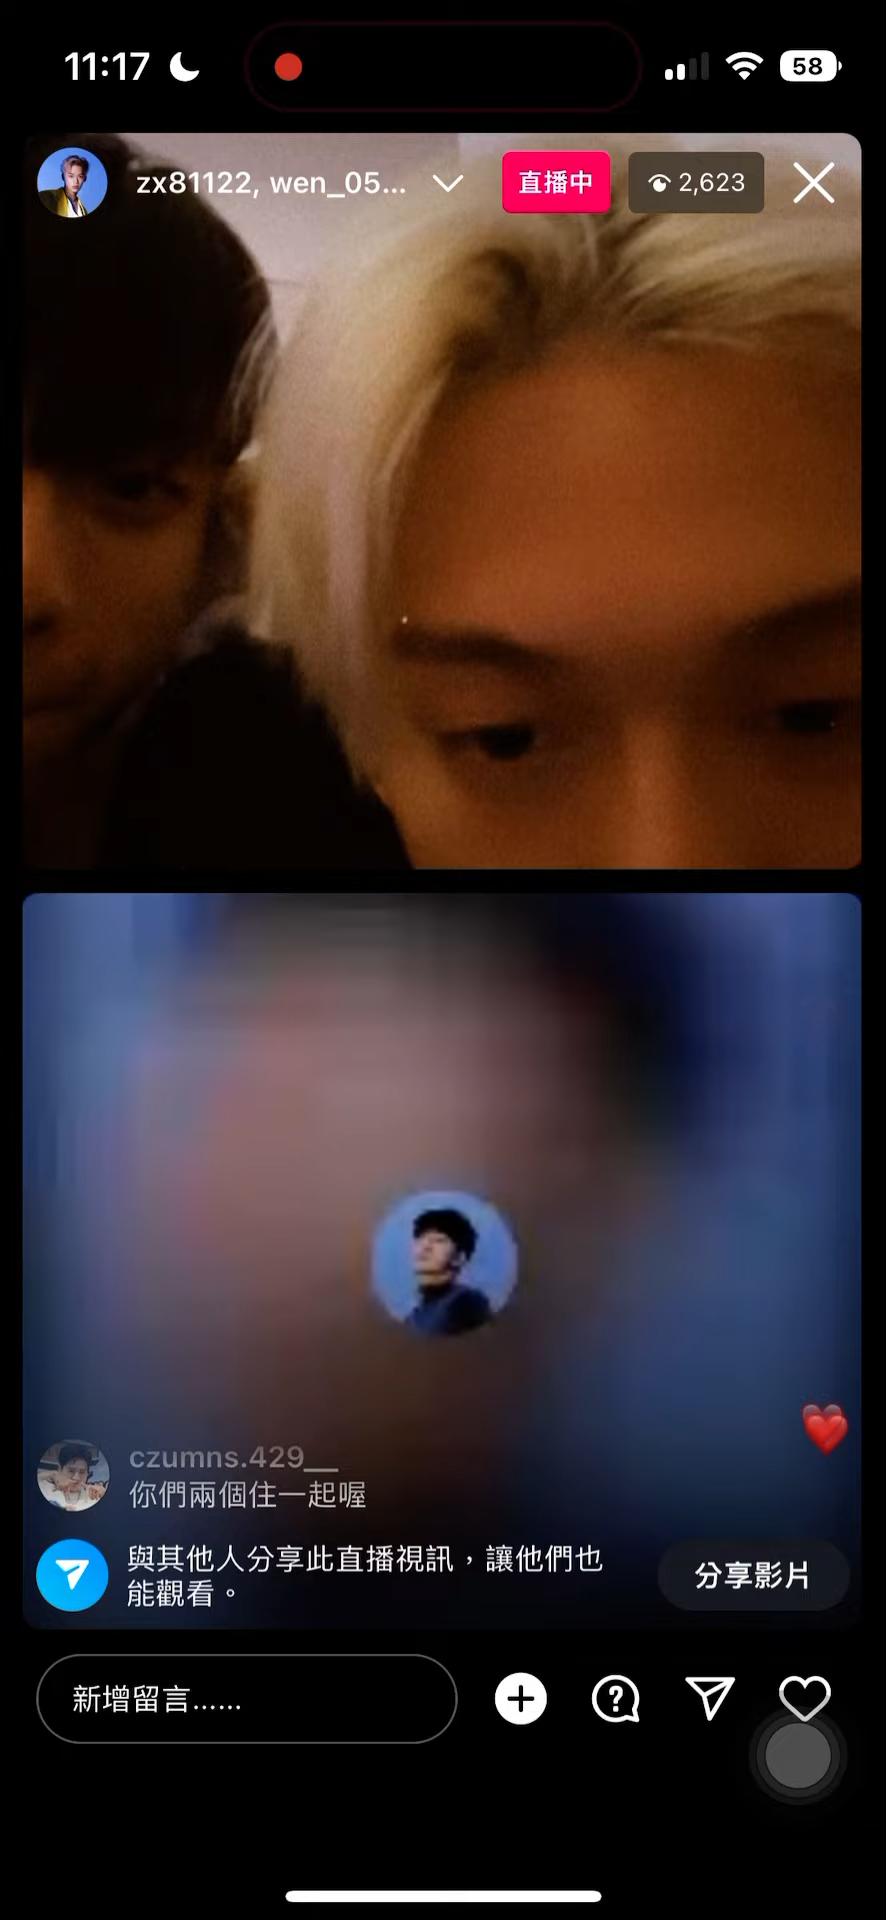 11:17
58
zx81122, wen_05...
直播中
2,623
czumns.429__
你們兩個住一起喔
與其他人分享此直播視訊，讓他們也
能觀看。
分享影片
新增留言......